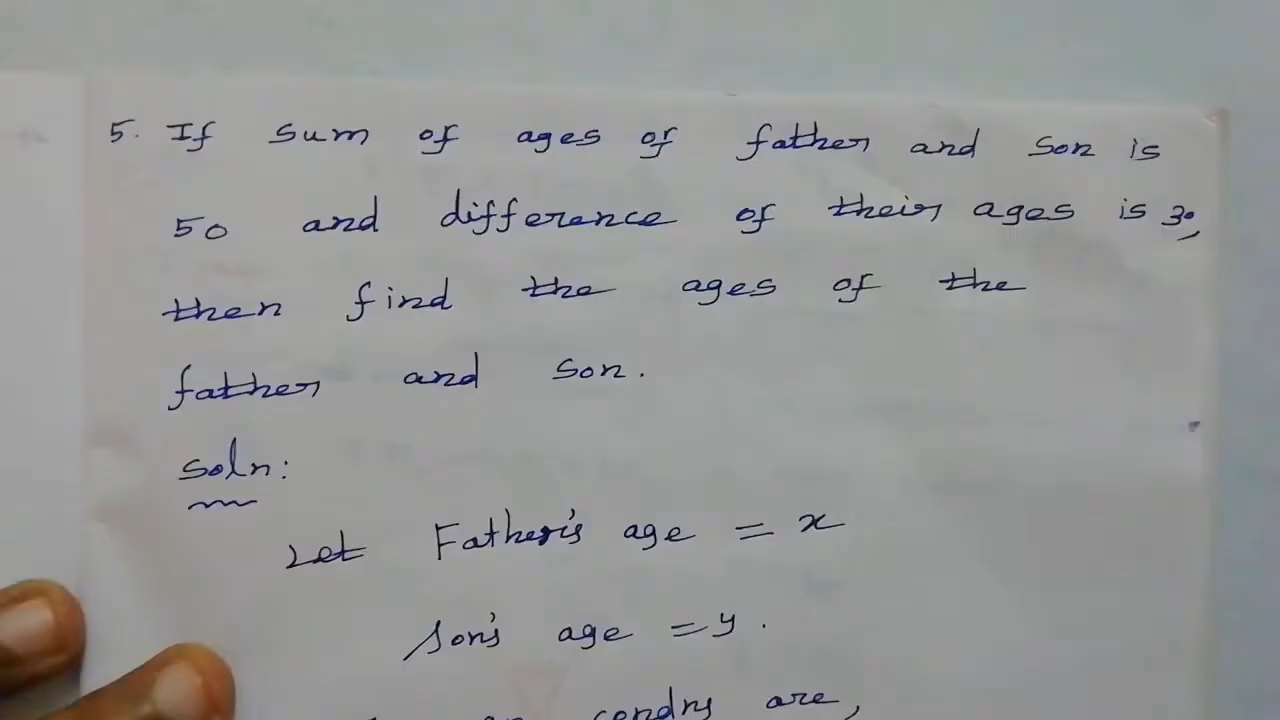 5. If sum of ages of father and son is
50 and difference of their ages is 30,
then find the ages of the
father and son.
Soln:
Let Father's age = x
Son's age = y.
condns are,